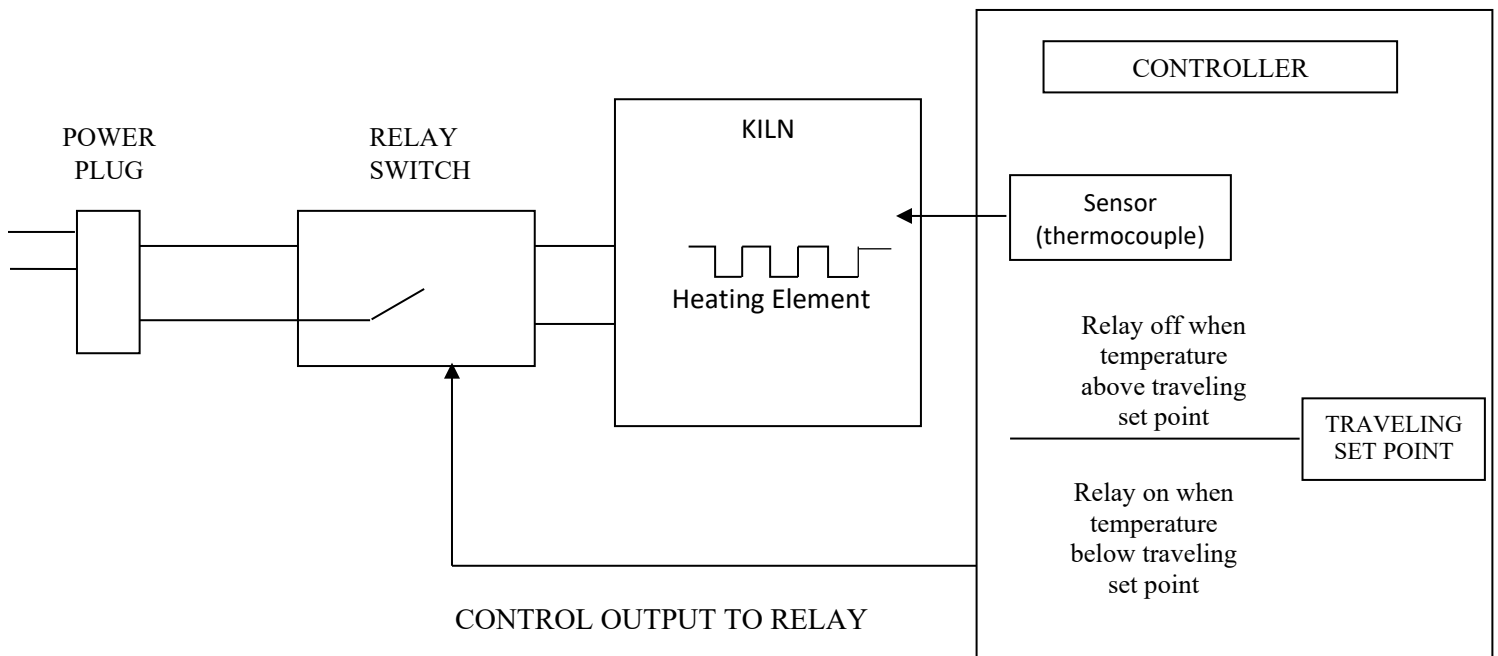 CONTROLLER
POWER
PLUG
RELAY
SWITCH
KILN
Heating Element
Sensor
(thermocouple)
Relay off when
temperature
above traveling
set point
TRAVELING
SET POINT
Relay on when
temperature
below traveling
set point
CONTROL OUTPUT TO RELAY